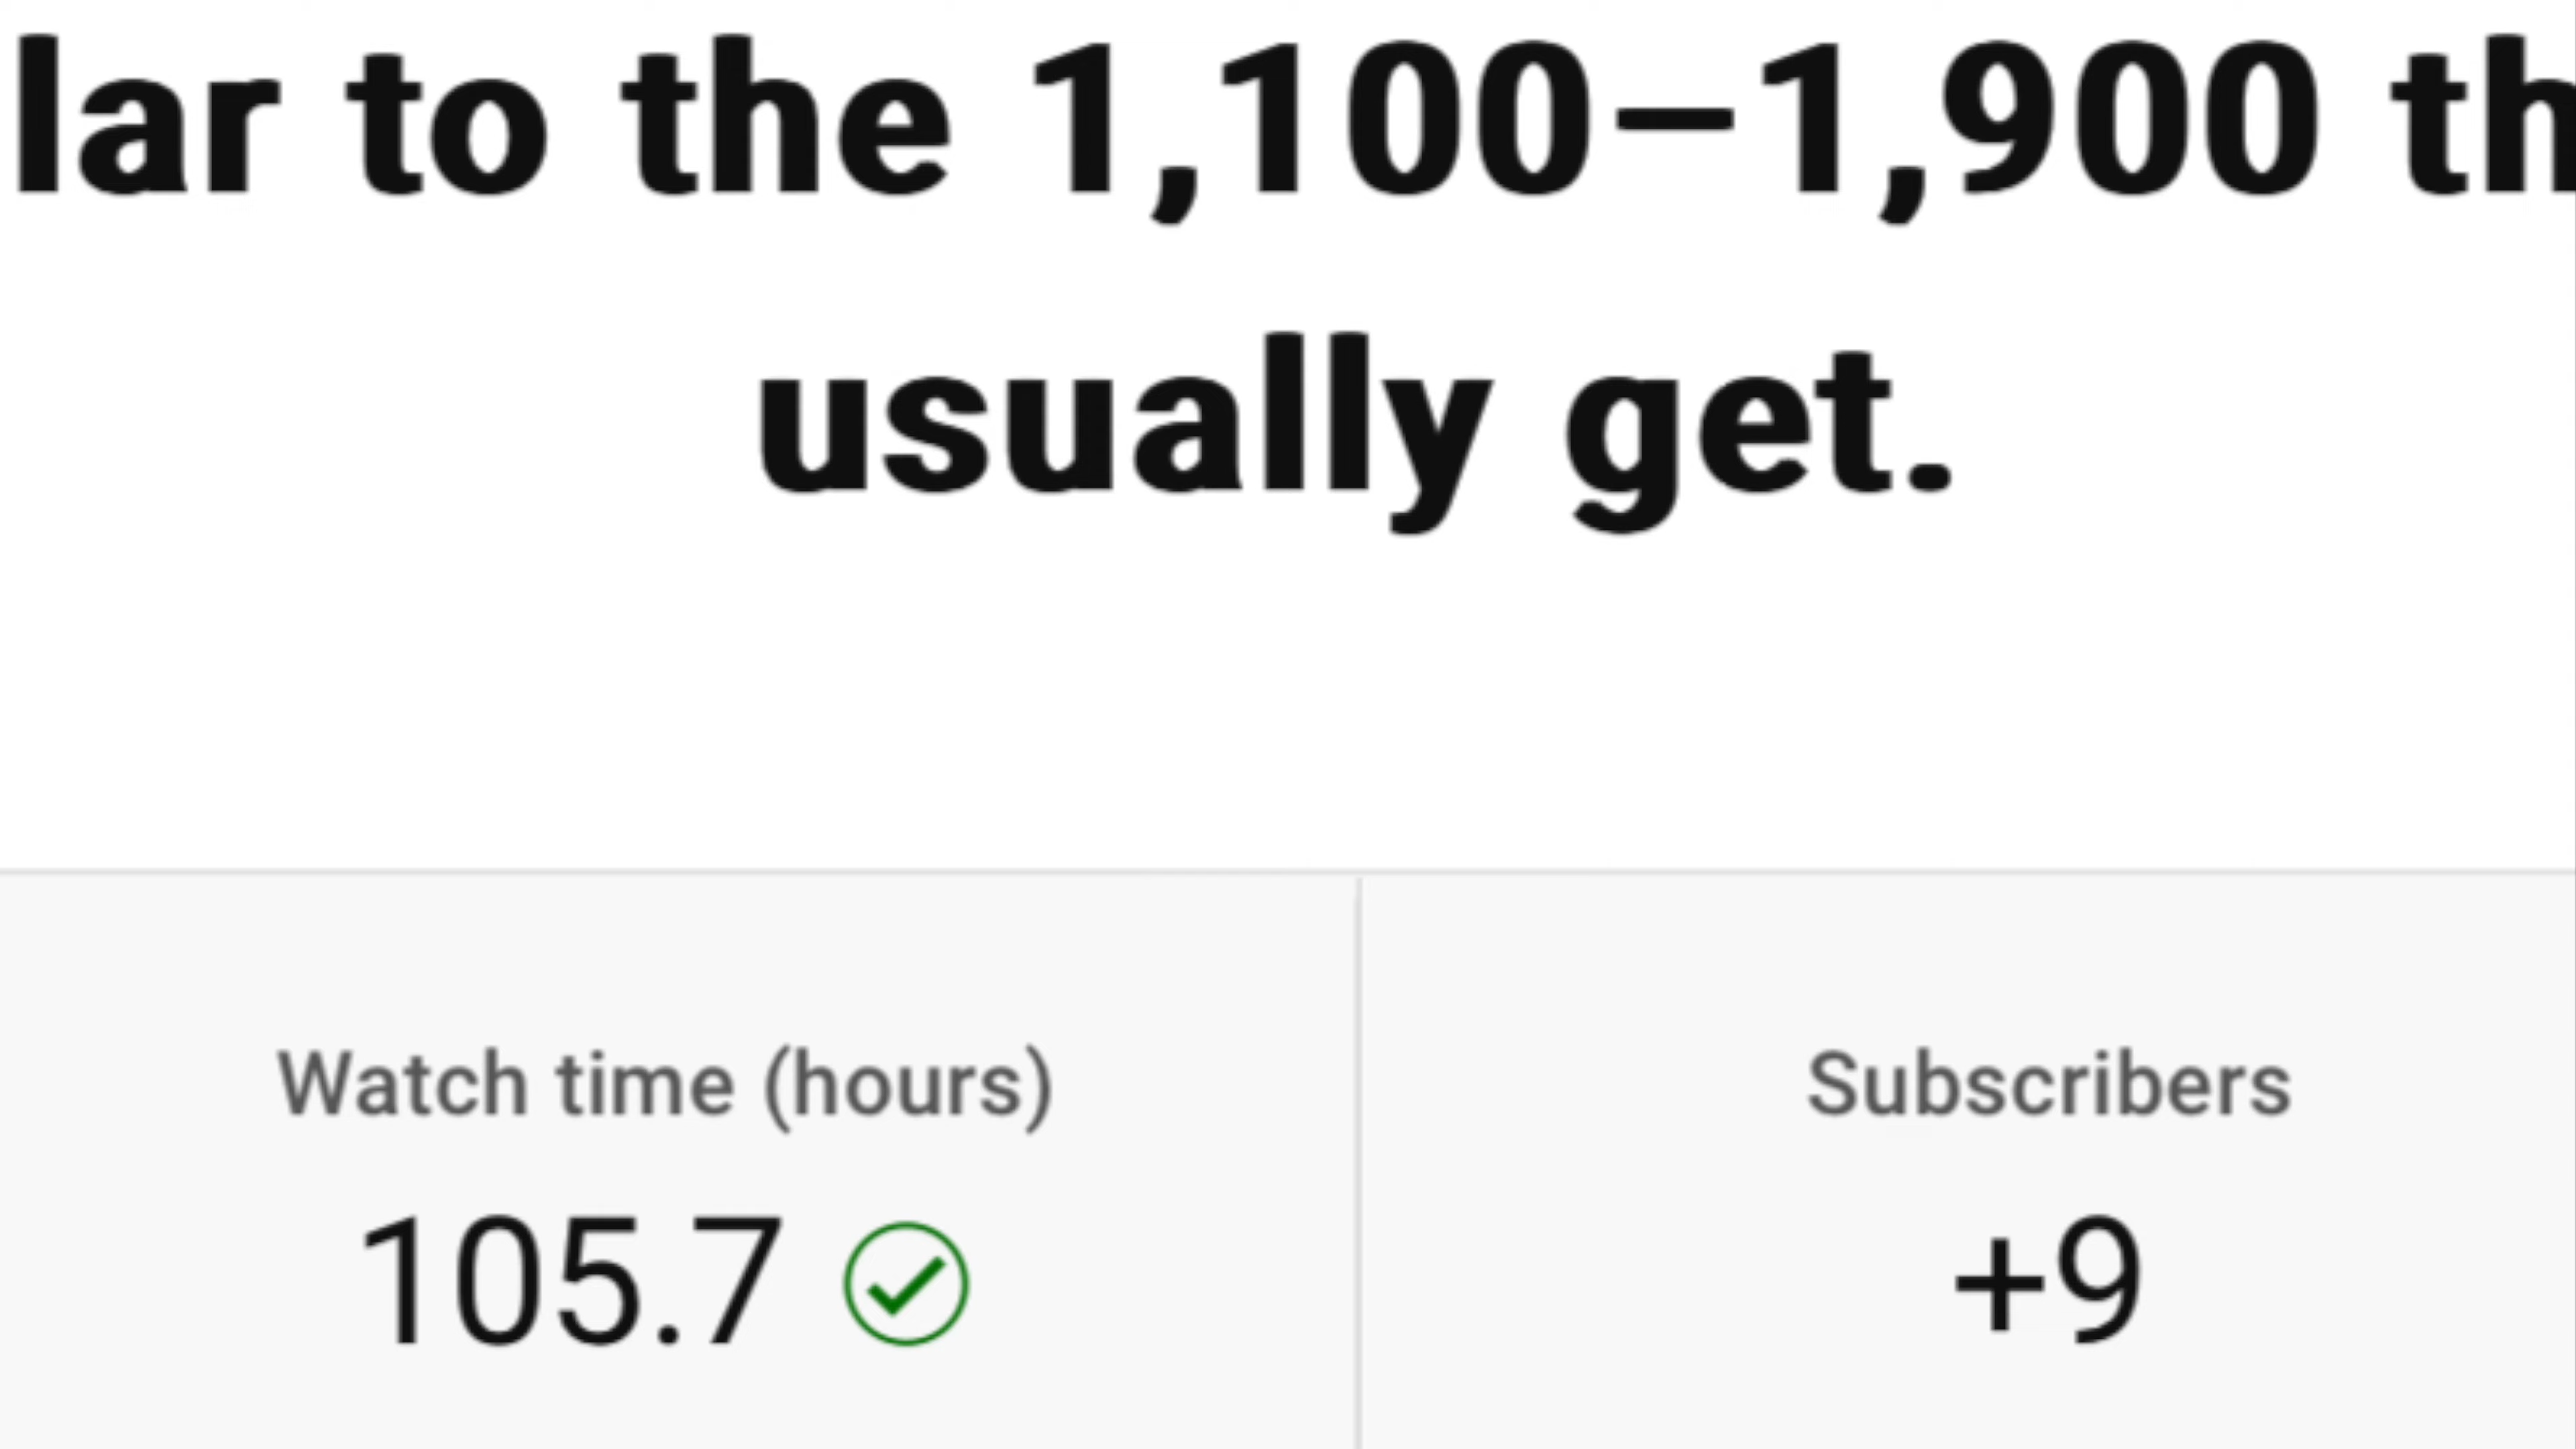 lar to the 1,100–1,900 th
usually get.
Watch time (hours)
Subscribers
105.7
+9